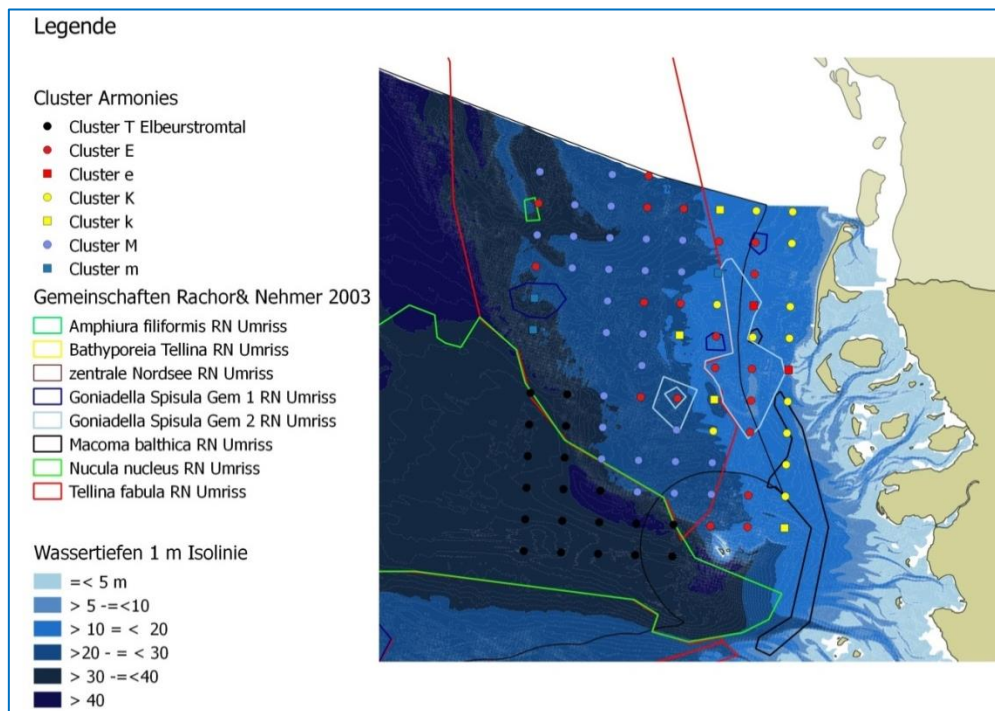 Legende
Cluster Armonies
Cluster T Elbeurstromtal
Cluster E
Cluster e
Cluster K
Cluster k
Cluster M
Cluster m
Gemeinschaften Rachor& Nehmer 2003
Amphiura filiformis RN Umriss
Bathyporeia Tellina RN Umriss
zentrale Nordsee RN Umriss
Goniadella Spisula Gem 1 RN Umriss
Goniadella Spisula Gem 2 RN Umriss
Macoma balthica RN Umriss
Nucula nucleus RN Umriss
Tellina fabula RN Umriss
Wassertiefen 1 m Isolinie
=< 5 m
> 5 -=<10
> 10 = < 20
>20 - = < 30
> 30 -=<40
> 40